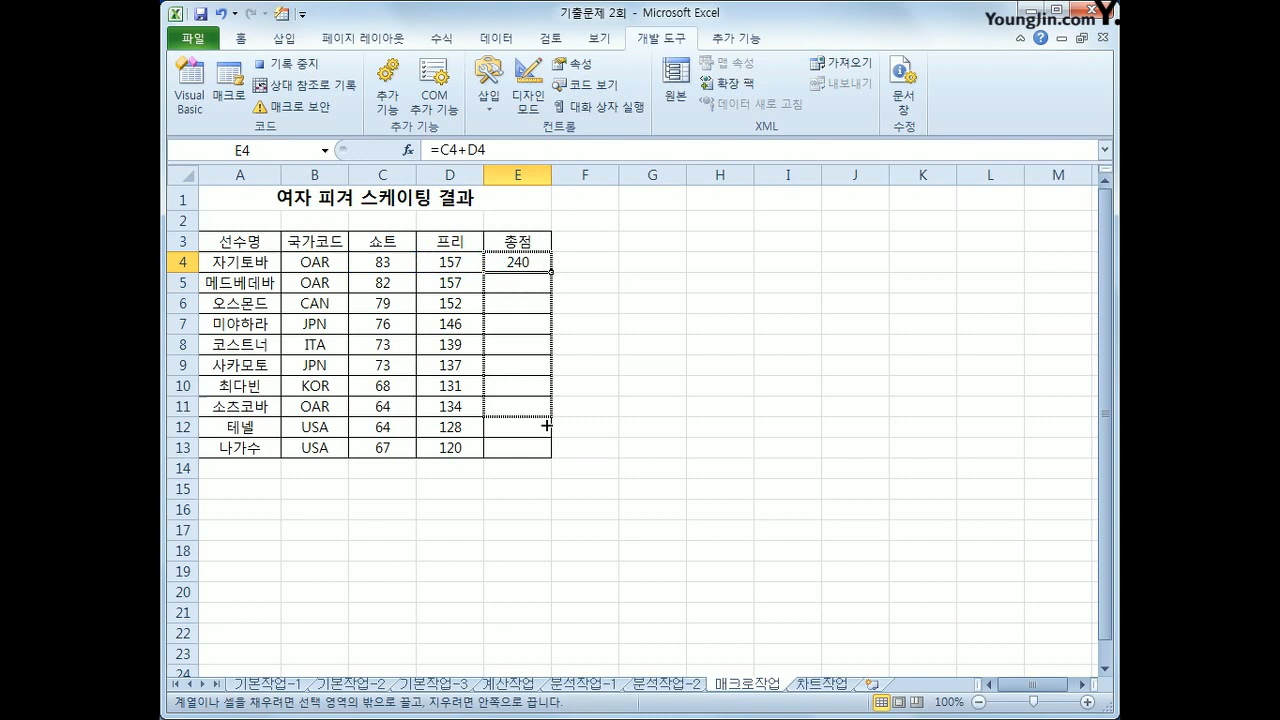 기출문제 2회 - Microsoft Excel
YoungJin.com Y.
파일 홈 삽입 페이지 레이아웃 수식 데이터 검토 보기 개발 도구 추가 기능
Visual Basic
매크로
기록 중지
상대 참조로 기록
매크로 보안
코드
추가 기능
COM 추가 기능
추가 기능
삽입
디자인 모드
속성
코드 보기
대화 상자 실행
컨트롤
원본
맵 속성
확장 팩
데이터 새로 고침
가져오기
내보내기
XML
문서 창
수정
E4 fx =C4+D4
A B C D E F G H I J K L M
1 여자 피겨 스케이팅 결과
2
3 선수명 국가코드 쇼트 프리 총점
4 자기토바 OAR 83 157 240
5 메드베데바 OAR 82 157
6 오스몬드 CAN 79 152
7 미야하라 JPN 76 146
8 코스트너 ITA 73 139
9 사카모토 JPN 73 137
10 최다빈 KOR 68 131
11 소즈코바 OAR 64 134
12 테넬 USA 64 128
13 나가수 USA 67 120
14
15
16
17
18
19
20
21
22
23
24
기본작업-1 기본작업-2 기본작업-3 계산작업 분석작업-1 분석작업-2 매크로작업 차트작업
계열이나 셀을 채우려면 선택 영역의 밖으로 끌고, 지우려면 안쪽으로 끕니다.
100%